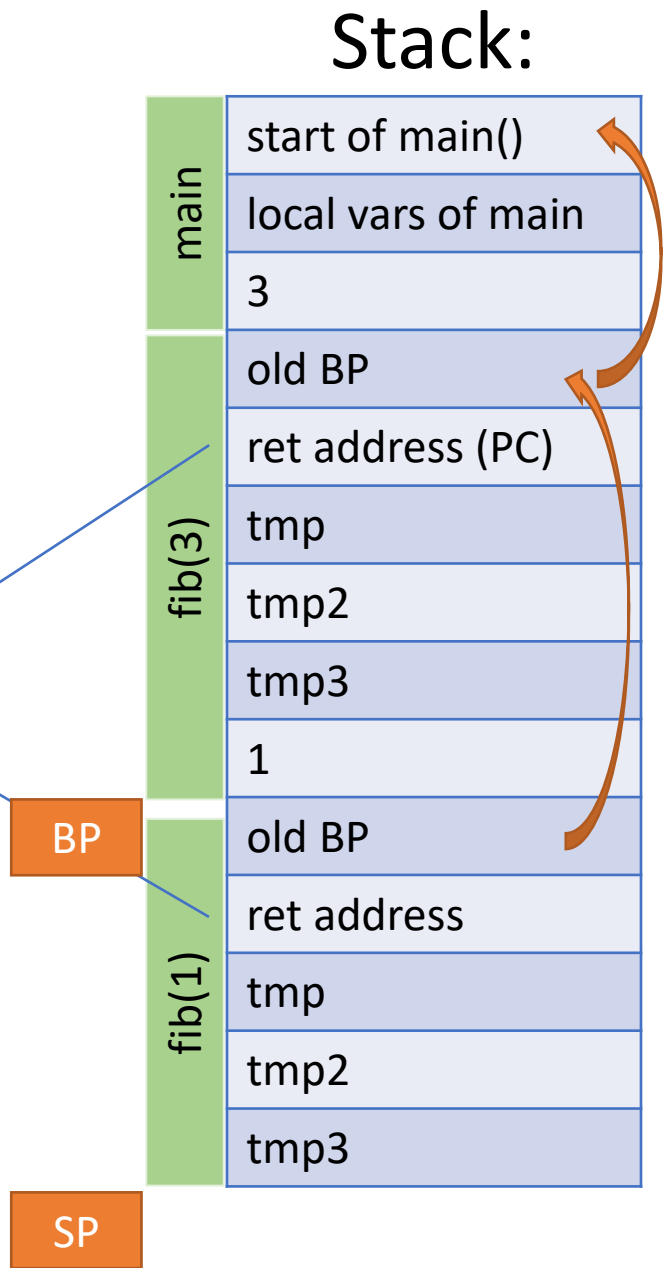 Stack:
main
start of main()
local vars of main
3
fib(3)
old BP
ret address (PC)
tmp
tmp2
tmp3
1
BP
fib(1)
old BP
ret address
tmp
tmp2
tmp3
SP